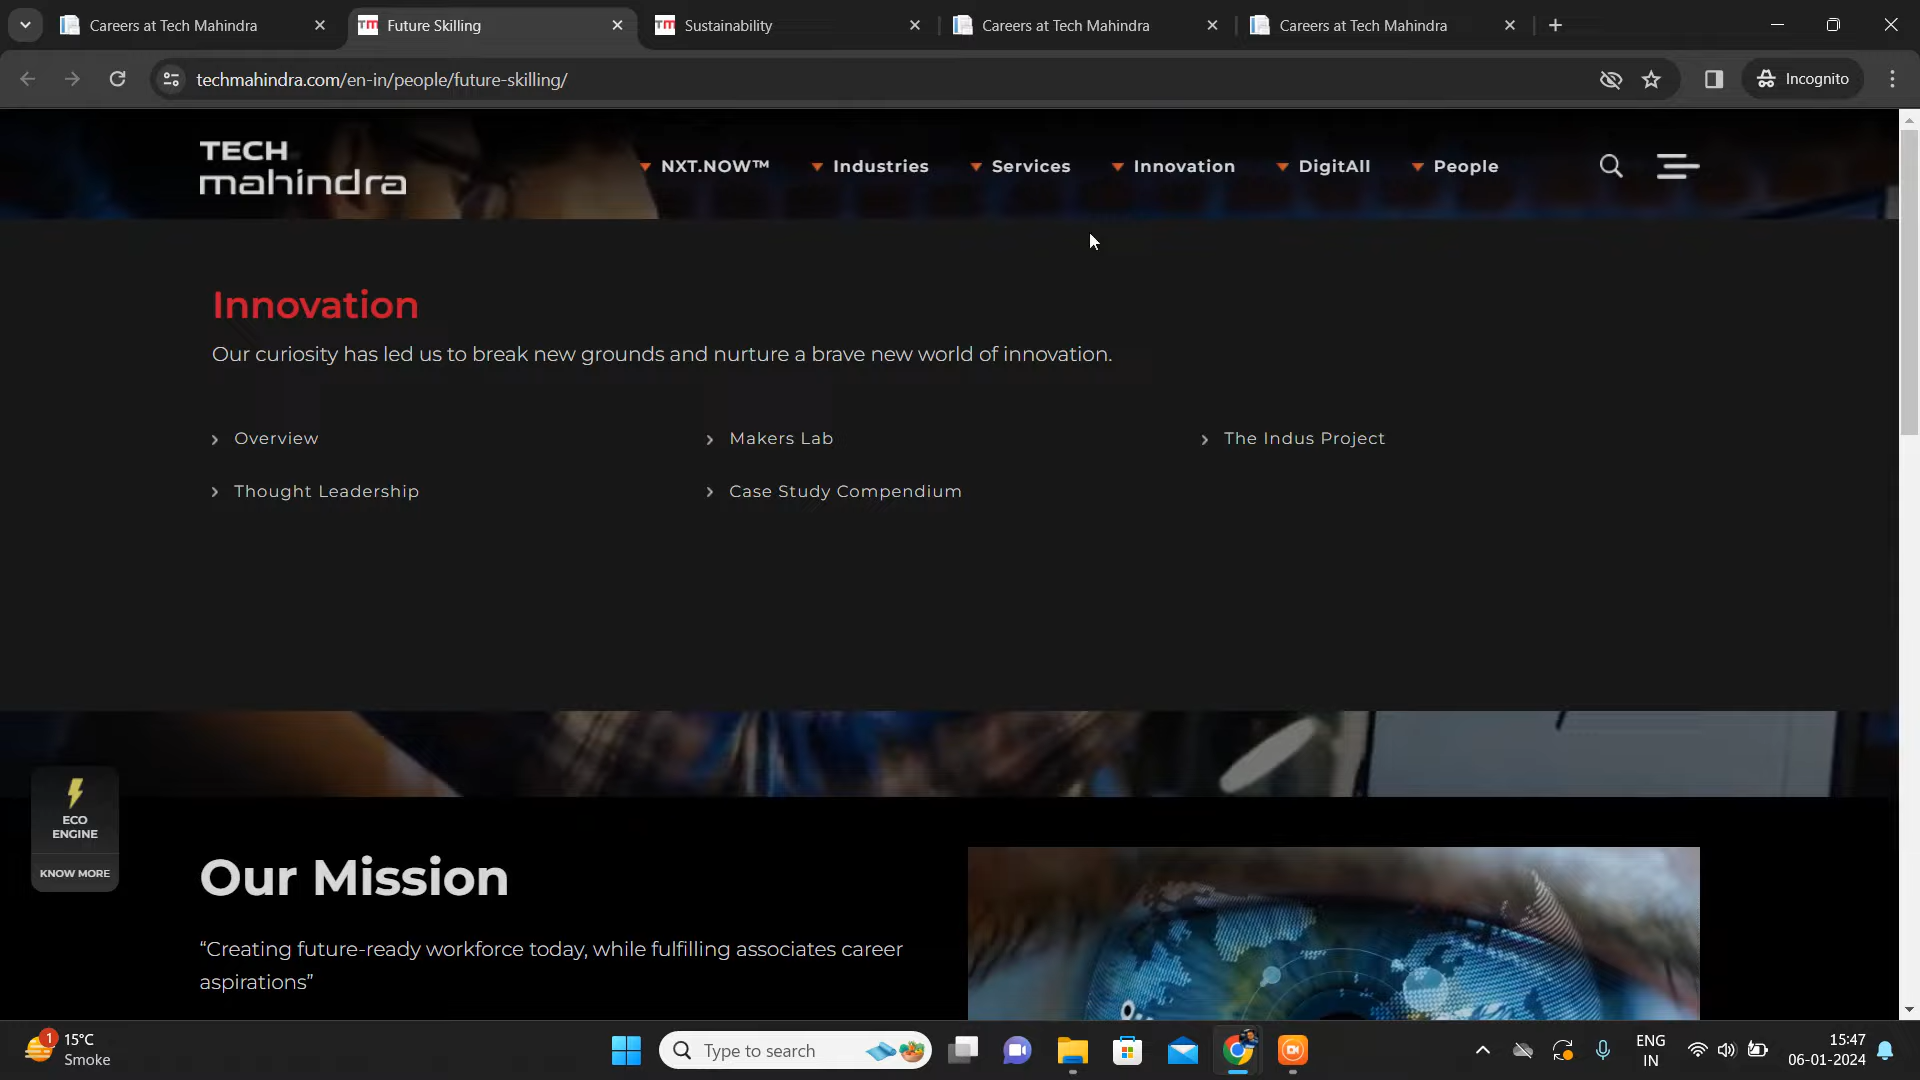 Careers at Tech Mahindra
TM Future Skilling
TM Sustainability
Careers at Tech Mahindra
Careers at Tech Mahindra
techmahindra.com/en-in/people/future-skilling/
Incognito
TECH
mahindra
NXT.NOW™
Industries
Services
Innovation
DigitAll
People
Innovation
Our curiosity has led us to break new grounds and nurture a brave new world of innovation.
Overview
Makers Lab
The Indus Project
Thought Leadership
Case Study Compendium
ECO
ENGINE
KNOW MORE
Our Mission
“Creating future-ready workforce today, while fulfilling associates career
aspirations”
1
15°C
Smoke
Type to search
ENG
IN
15:47
06-01-2024